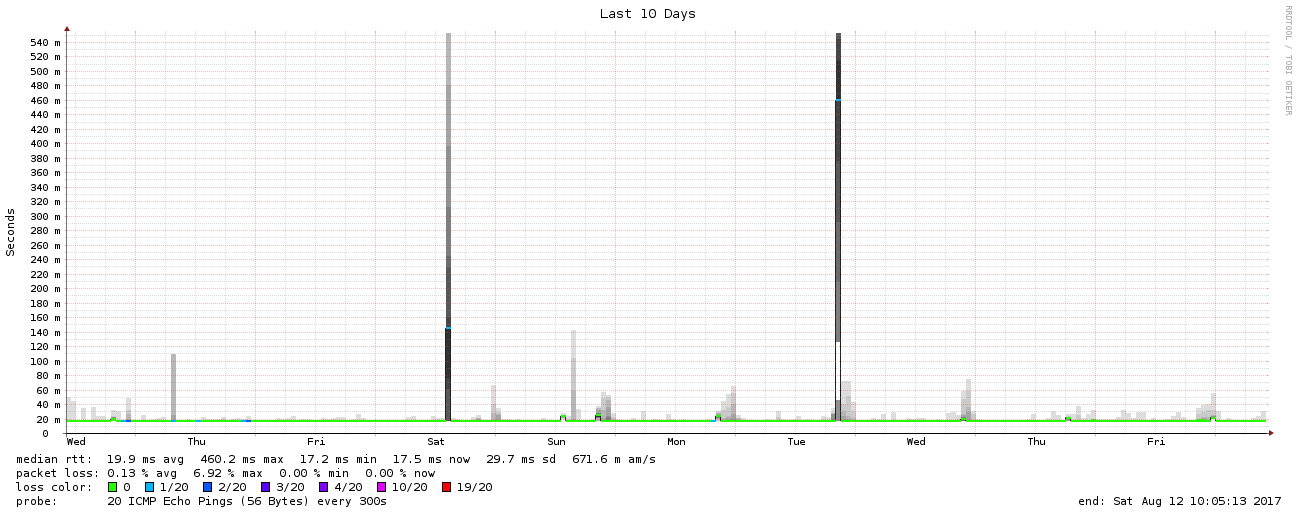 Last 10 Days
RRDTOOL / TOBI OETIKER
Seconds
540 m
520 m
500 m
480 m
460 m
440 m
420 m
400 m
380 m
360 m
340 m
320 m
300 m
280 m
260 m
240 m
220 m
200 m
180 m
160 m
140 m
120 m
100 m
80 m
60 m
40 m
20 m
0
Wed Thu Fri Sat Sun Mon Tue Wed Thu Fri
median rtt: 19.9 ms avg 460.2 ms max 17.2 ms min 17.5 ms now 29.7 ms sd 671.6 m am/s
packet loss: 0.13 % avg 6.92 % max 0.00 % min 0.00 % now
loss color: 0 1/20 2/20 3/20 4/20 10/20 19/20
probe: 20 ICMP Echo Pings (56 Bytes) every 300s end: Sat Aug 12 10:05:13 2017